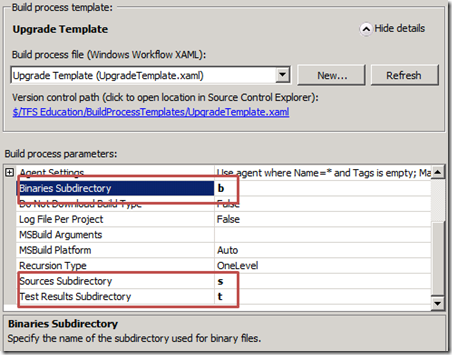 Build process template:
Upgrade Template
Hide details
Build process file (Windows Workflow XAML):
Upgrade Template (UpgradeTemplate.xaml)
New...
Refresh
Version control path (click to open location in Source Control Explorer):
$/TFS Education/BuildProcessTemplates/UpgradeTemplate.xaml
Build process parameters:
Agent Settings Use agent where Name=* and Tags is empty; Ma
Binaries Subdirectory b
Do Not Download Build Type False
Log File Per Project False
MSBuild Arguments
MSBuild Platform Auto
Recursion Type OneLevel
Sources Subdirectory s
Test Results Subdirectory t
Binaries Subdirectory
Specify the name of the subdirectory used for binary files.